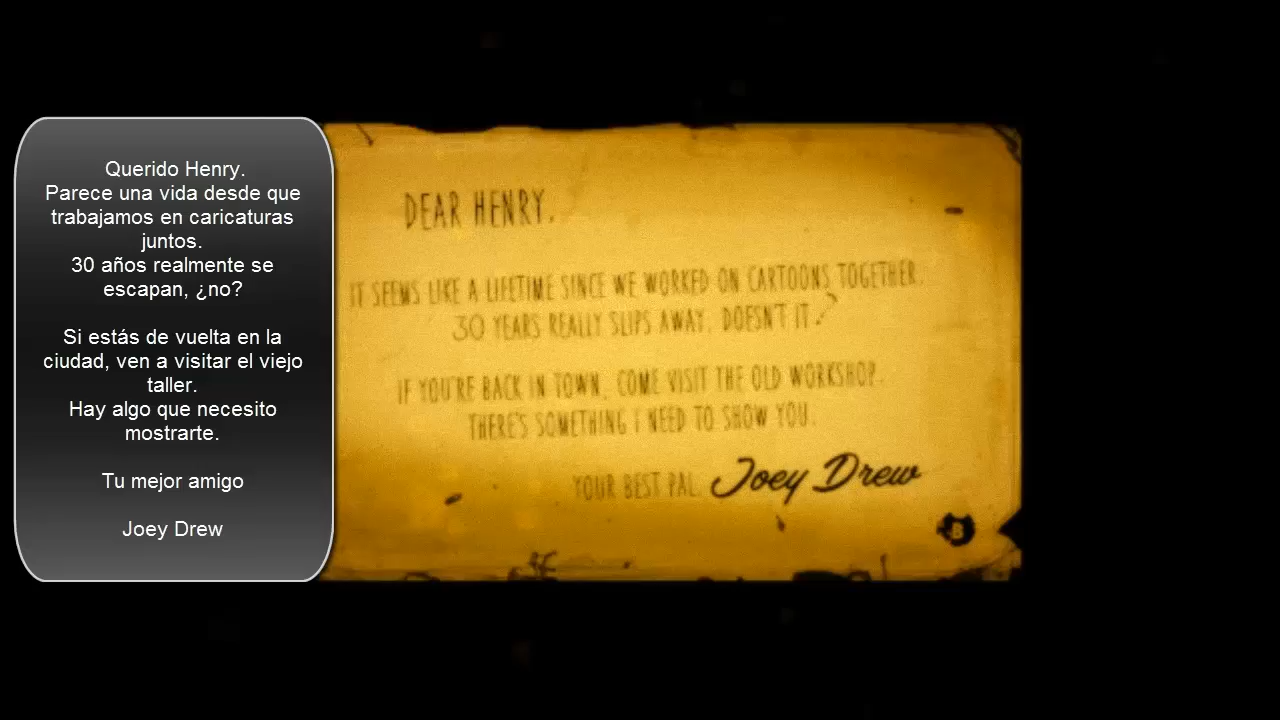 Querido Henry.
Parece una vida desde que
trabajamos en caricaturas
juntos.
30 años realmente se
escapan, ¿no?
Si estás de vuelta en la
ciudad, ven a visitar el viejo
taller.
Hay algo que necesito
mostrarte.
Tu mejor amigo
Joey Drew
DEAR HENRY,
IT SEEMS LIKE A LIFETIME SINCE WE WORKED ON CARTOONS TOGETHER.
30 YEARS REALLY SLIPS AWAY, DOESN'T IT?
IF YOU'RE BACK IN TOWN, COME VISIT THE OLD WORKSHOP.
THERE'S SOMETHING I NEED TO SHOW YOU.
YOUR BEST PAL, Joey Drew
B